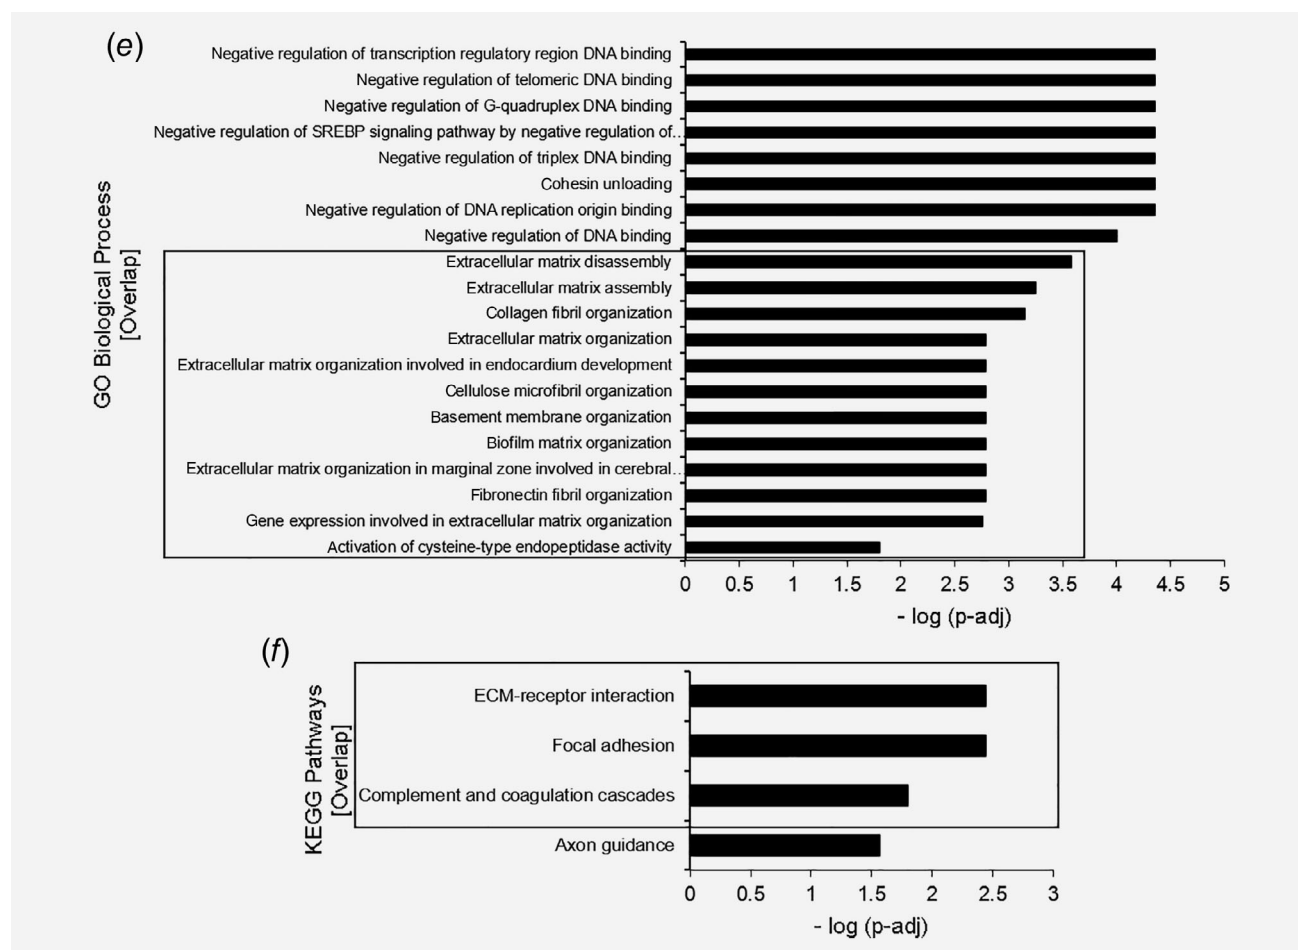 (e)
GO Biological Process
[Overlap]
Negative regulation of transcription regulatory region DNA binding
Negative regulation of telomeric DNA binding
Negative regulation of G-quadruplex DNA binding
Negative regulation of SREBP signaling pathway by negative regulation of...
Negative regulation of triplex DNA binding
Cohesin unloading
Negative regulation of DNA replication origin binding
Negative regulation of DNA binding
Extracellular matrix disassembly
Extracellular matrix assembly
Collagen fibril organization
Extracellular matrix organization
Extracellular matrix organization involved in endocardium development
Cellulose microfibril organization
Basement membrane organization
Biofilm matrix organization
Extracellular matrix organization in marginal zone involved in cerebral...
Fibronectin fibril organization
Gene expression involved in extracellular matrix organization
Activation of cysteine-type endopeptidase activity
0 0.5 1 1.5 2 2.5 3 3.5 4 4.5 5
- log (p-adj)
(f)
KEGG Pathways
[Overlap]
ECM-receptor interaction
Focal adhesion
Complement and coagulation cascades
Axon guidance
0 0.5 1 1.5 2 2.5 3
- log (p-adj)